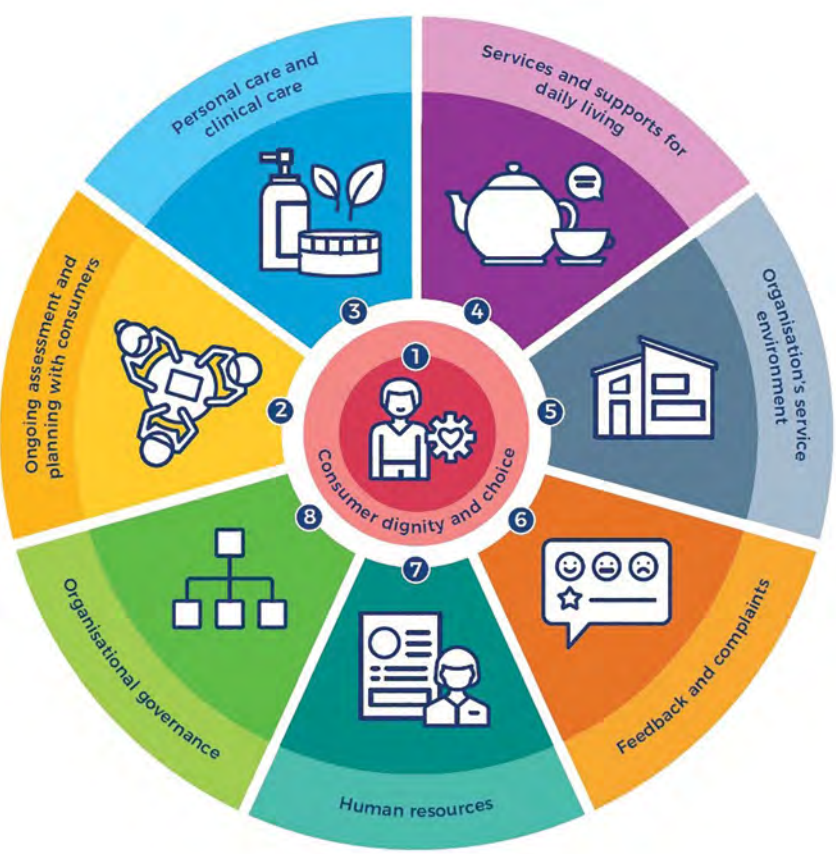 1
Consumer dignity and choice
2
Ongoing assessment and
planning with consumers
3
Personal care and
clinical care
4
Services and supports for
daily living
5
Organisation's service
environment
6
Feedback and complaints
7
Human resources
8
Organisational governance